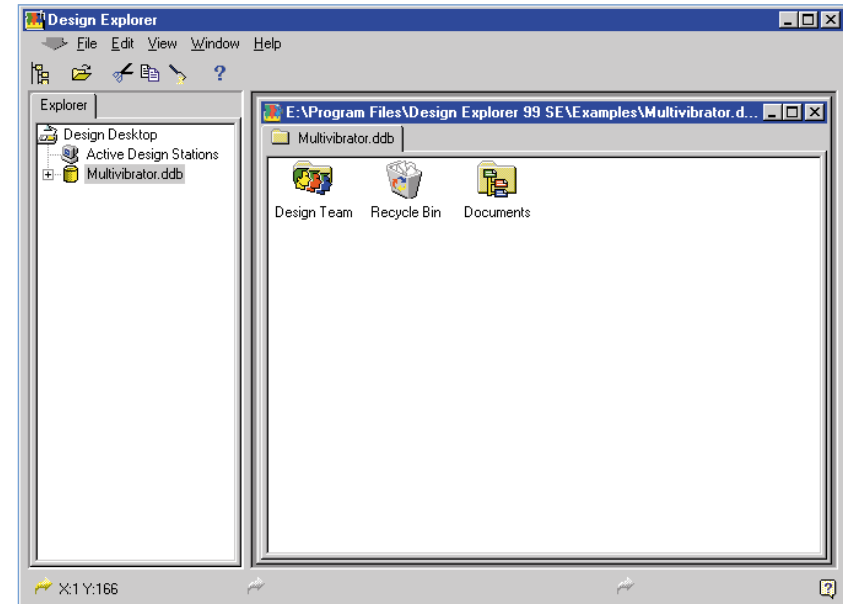 Design Explorer
File Edit View Window Help
?
Explorer
Design Desktop
Active Design Stations
Multivibrator.ddb
E:\Program Files\Design Explorer 99 SE\Examples\Multivibrator.d...
Multivibrator.ddb
Design Team Recycle Bin Documents
X:1 Y:166
?